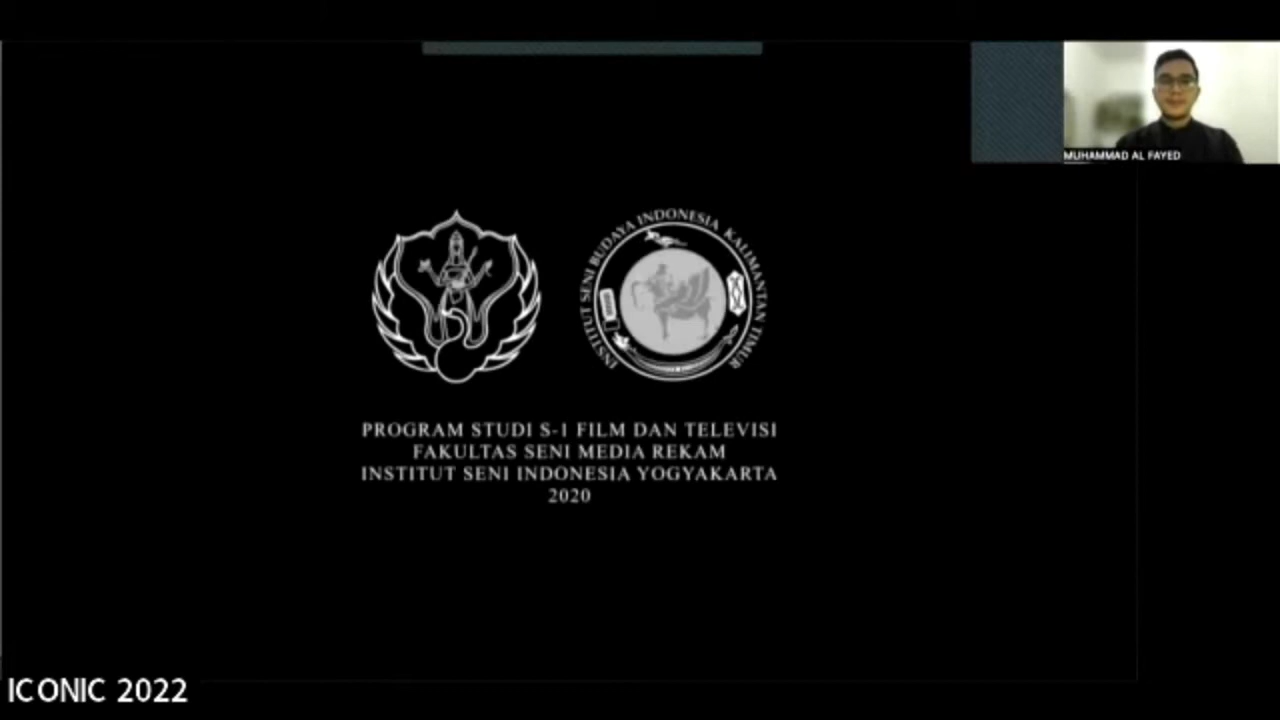 MUHAMMAD AL FAYED
INSTITUT SENI BUDAYA INDONESIA KALIMANTAN TIMUR
PROGRAM STUDI S-1 FILM DAN TELEVISI
FAKULTAS SENI MEDIA REKAM
INSTITUT SENI INDONESIA YOGYAKARTA
2020
ICONIC 2022